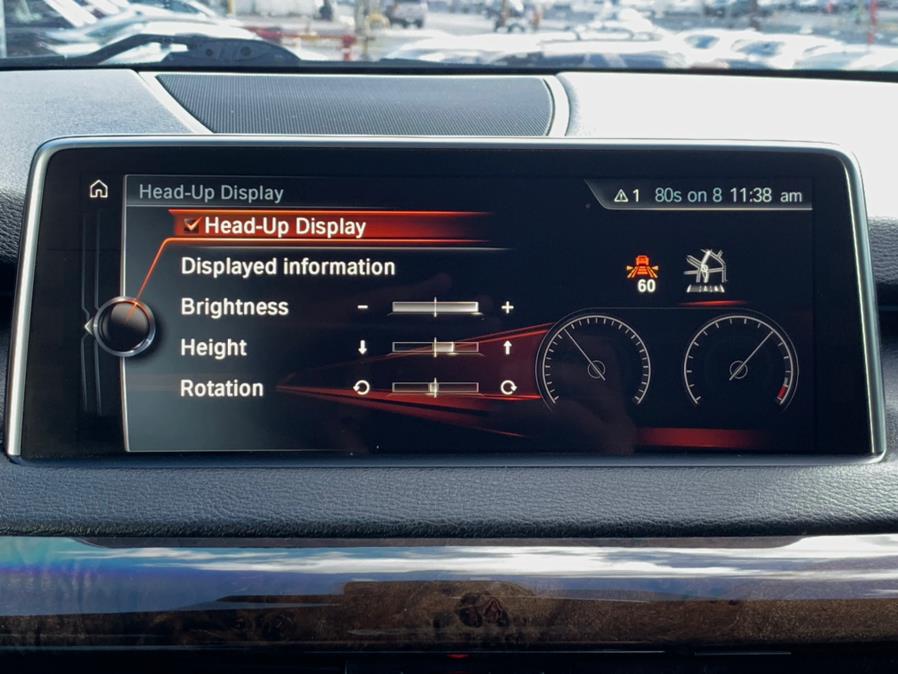 Head-Up Display
1 80s on 8 11:38 am
Head-Up Display
Displayed information
Brightness - +
Height
Rotation
60